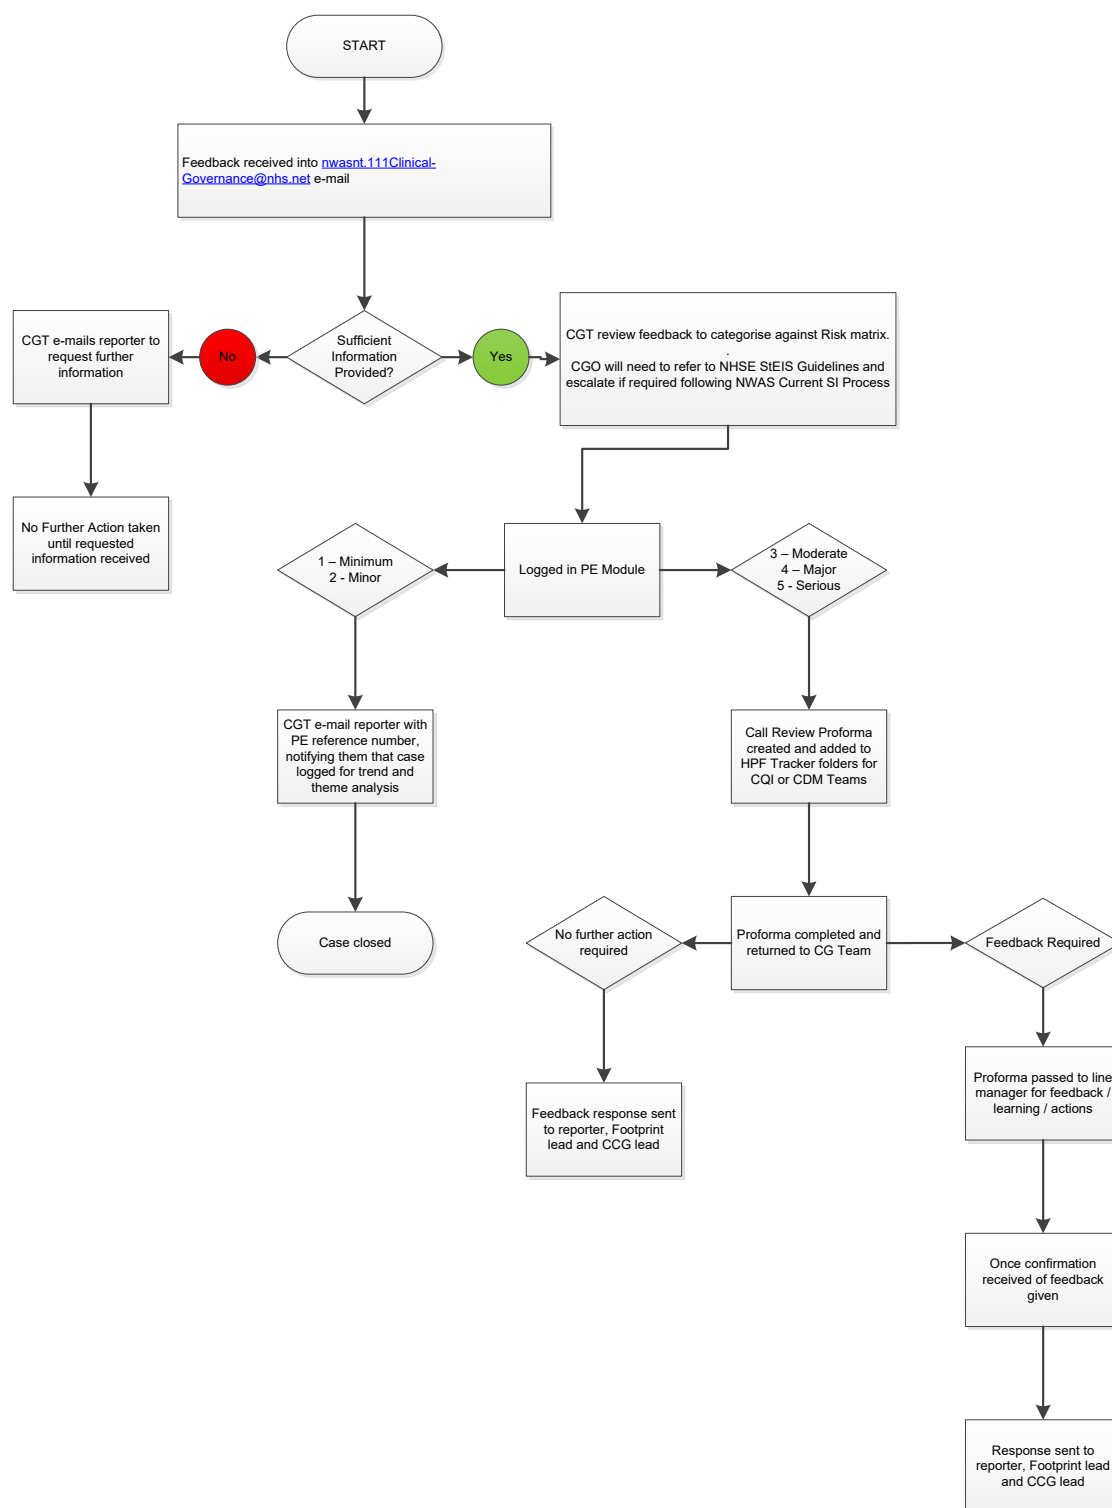 START
Feedback received into nwasnt.111Clinical-
Governance@nhs.net e-mail
CGT e-mails reporter to
request further
information
No
Sufficient
Information
Provided?
Yes
CGT review feedback to categorise against Risk matrix.
.
CGO will need to refer to NHSE StEIS Guidelines and
escalate if required following NWAS Current SI Process
No Further Action taken
until requested
information received
1 – Minimum
2 - Minor
Logged in PE Module
3 – Moderate
4 – Major
5 - Serious
CGT e-mail reporter with
PE reference number,
notifying them that case
logged for trend and
theme analysis
Call Review Proforma
created and added to
HPF Tracker folders for
CQI or CDM Teams
Case closed
No further action
required
Proforma completed and
returned to CG Team
Feedback Required
Feedback response sent
to reporter, Footprint
lead and CCG lead
Proforma passed to line
manager for feedback /
learning / actions
Once confirmation
received of feedback
given
Response sent to
reporter, Footprint lead
and CCG lead